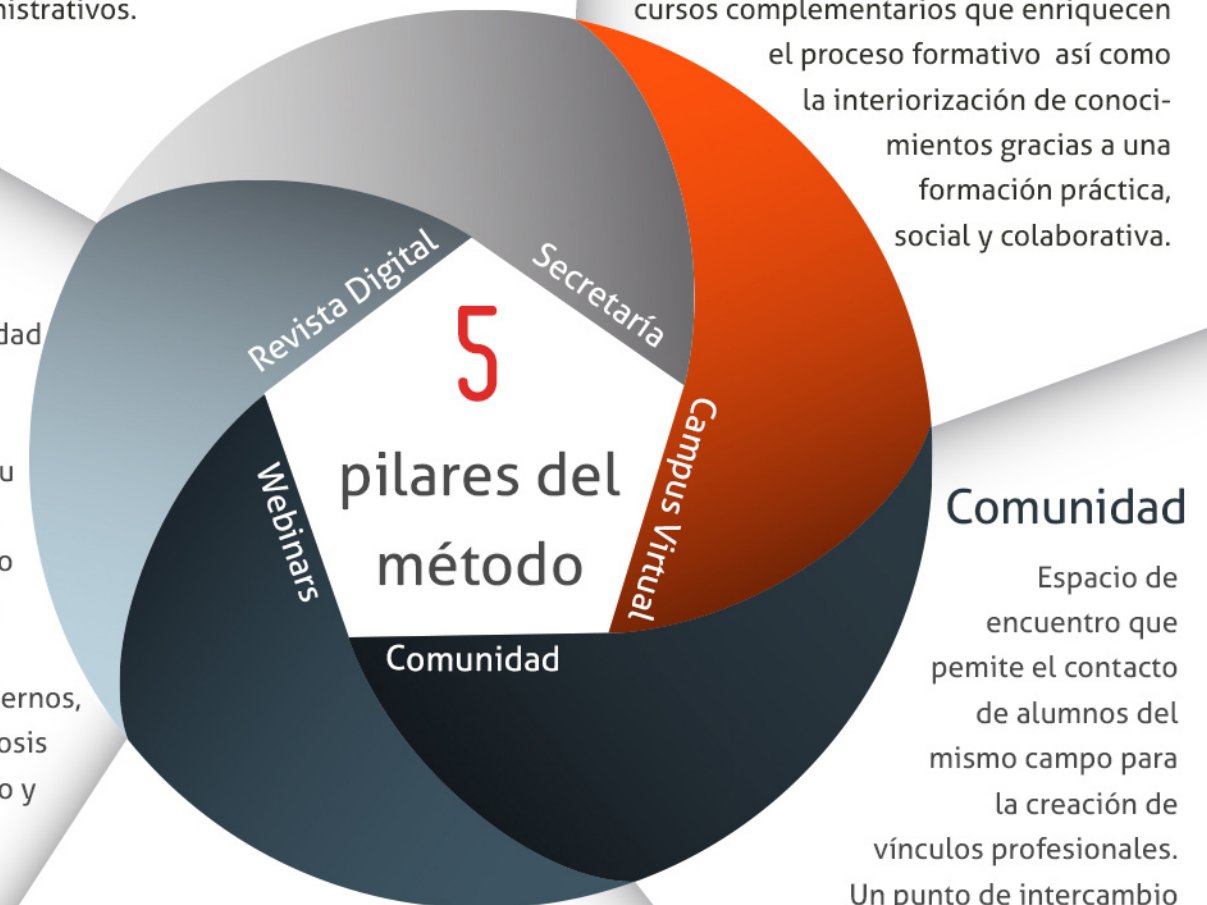 nistrativos.
cursos complementarios que enriquecen
el proceso formativo así como
la interiorización de conoci-
mientos gracias a una
formación práctica,
social y colaborativa.
Revista Digital
Secretaría
Campus Virtual
Comunidad
Webinars
5
pilares del
método
dad
u
o
ernos,
osis
o y
Comunidad
Espacio de
encuentro que
pemite el contacto
de alumnos del
mismo campo para
la creación de
vínculos profesionales.
Un punto de intercambio